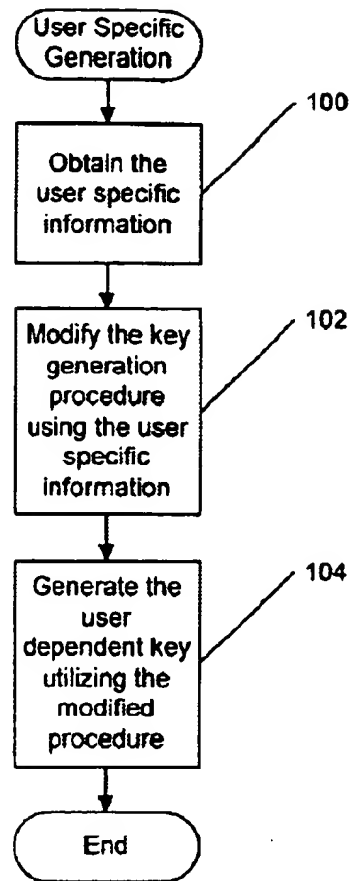 User Specific
Generation
100
Obtain the
user specific
information
102
Modify the key
generation
procedure
using the user
specific
information
104
Generate the
user
dependent key
utilizing the
modified
procedure
End